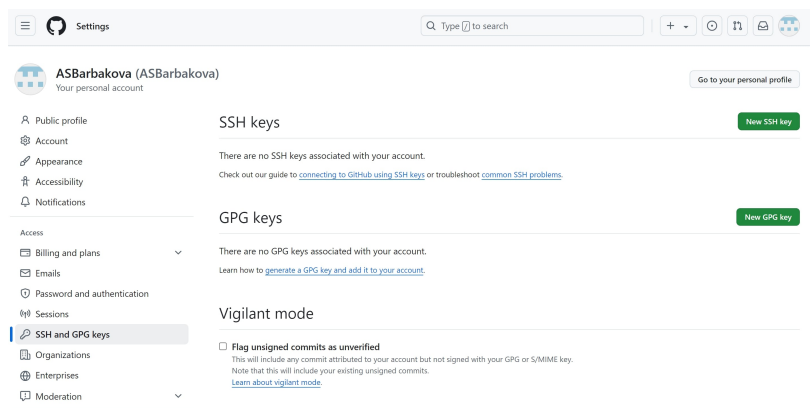 Settings
Type / to search
ASBarbakova (ASBarbakova)
Your personal account
Go to your personal profile
Public profile
Account
Appearance
Accessibility
Notifications
Access
Billing and plans
Emails
Password and authentication
Sessions
SSH and GPG keys
Organizations
Enterprises
Moderation
SSH keys
New SSH key
There are no SSH keys associated with your account.
Check out our guide to connecting to GitHub using SSH keys or troubleshoot common SSH problems.
GPG keys
New GPG key
There are no GPG keys associated with your account.
Learn how to generate a GPG key and add it to your account.
Vigilant mode
Flag unsigned commits as unverified
This will include any commit attributed to your account but not signed with your GPG or S/MIME key.
Note that this will include your existing unsigned commits.
Learn about vigilant mode.